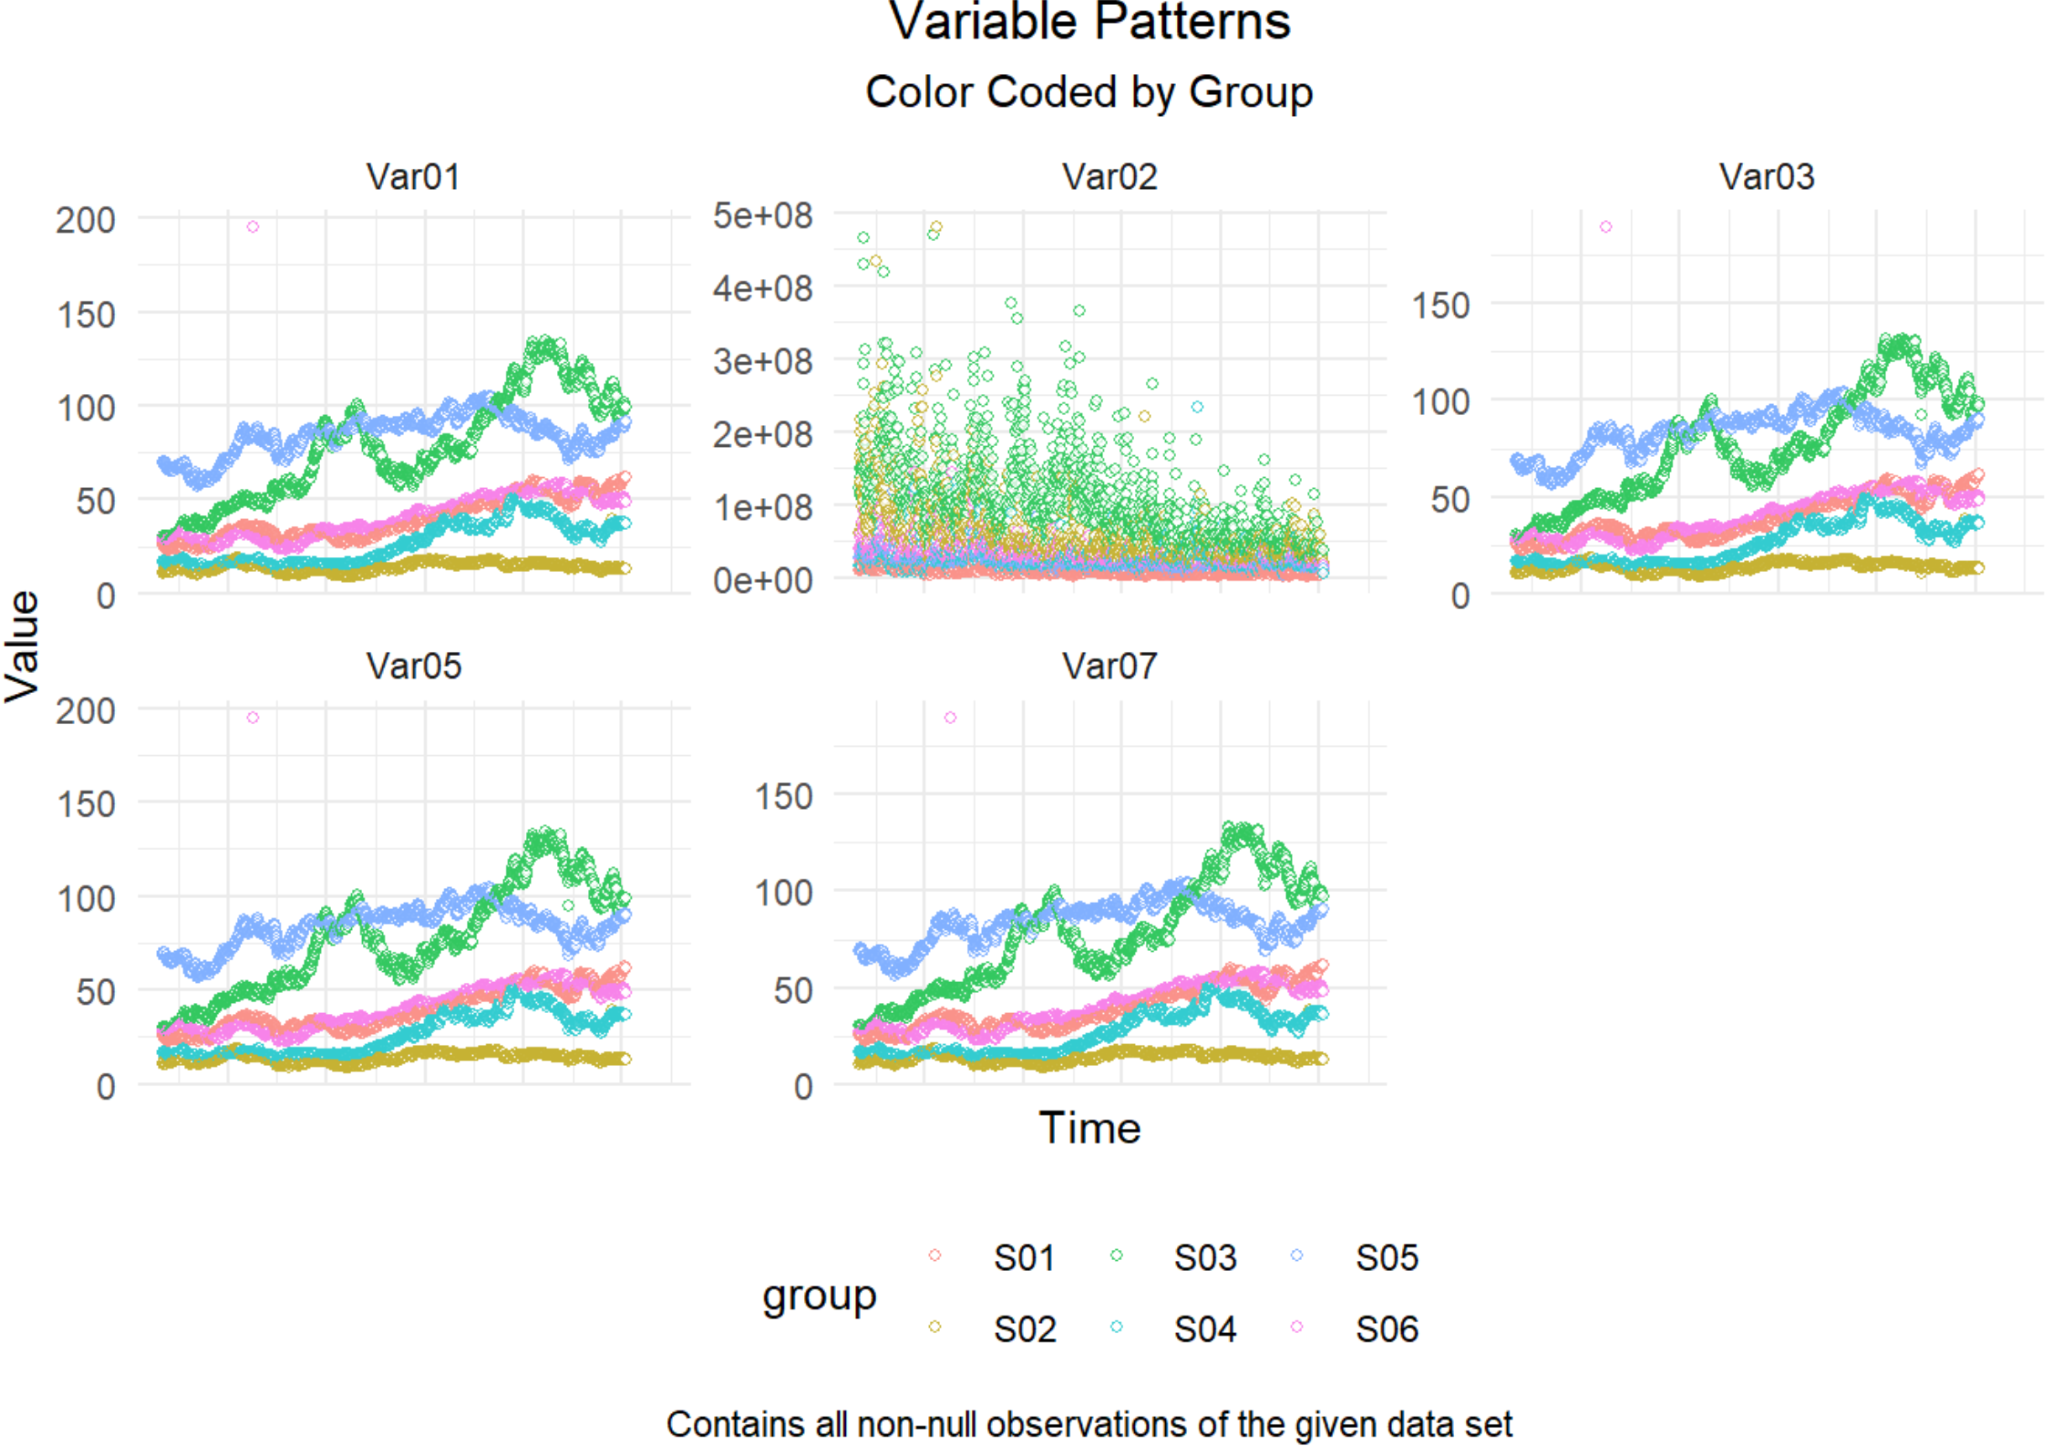 Variable Patterns
Color Coded by Group
Var01
Var02
Var03
200
150
100
50
0
5e+08
4e+08
3e+08
2e+08
1e+08
0e+00
150
100
50
0
Value
Var05
Var07
200
150
100
50
0
150
100
50
0
Time
group
S01
S03
S05
S02
S04
S06
Contains all non-null observations of the given data set